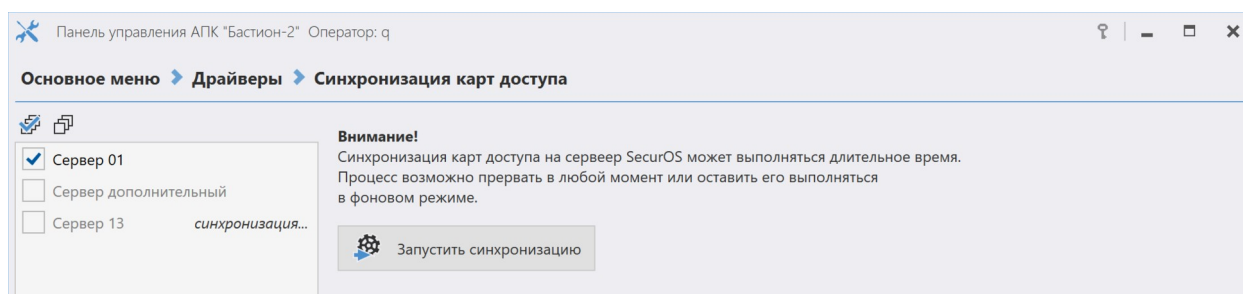 Панель управления АПК "Бастион-2" Оператор: q
Основное меню Драйверы Синхронизация карт доступа
Сервер 01
Сервер дополнительный
Сервер 13 синхронизация...
Внимание!
Синхронизация карт доступа на сервеер SecurOS может выполняться длительное время.
Процесс возможно прервать в любой момент или оставить его выполняться
в фоновом режиме.
Запустить синхронизацию